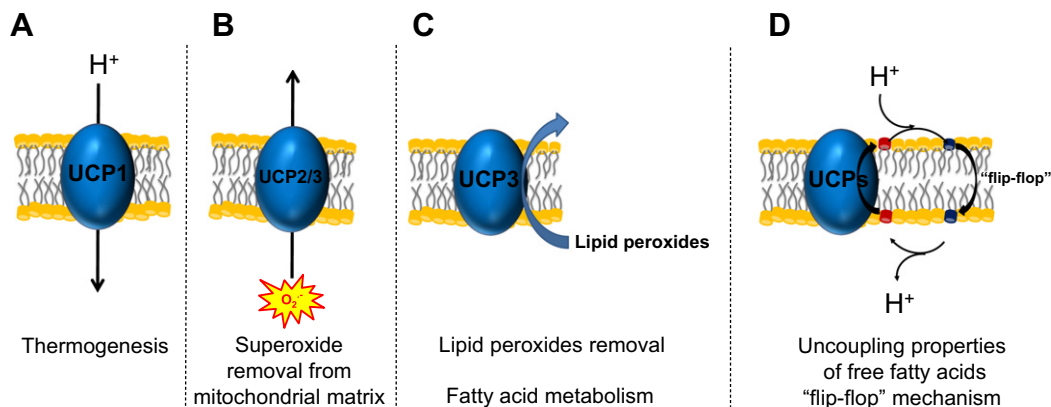 A
B
C
D
H⁺
UCP1
Thermogenesis
UCP2/3
O₂·⁻
Superoxide
removal from
mitochondrial matrix
UCP3
Lipid peroxides
Lipid peroxides removal
Fatty acid metabolism
H⁺
UCPs
“flip-flop”
H⁺
Uncoupling properties
of free fatty acids
“flip-flop” mechanism